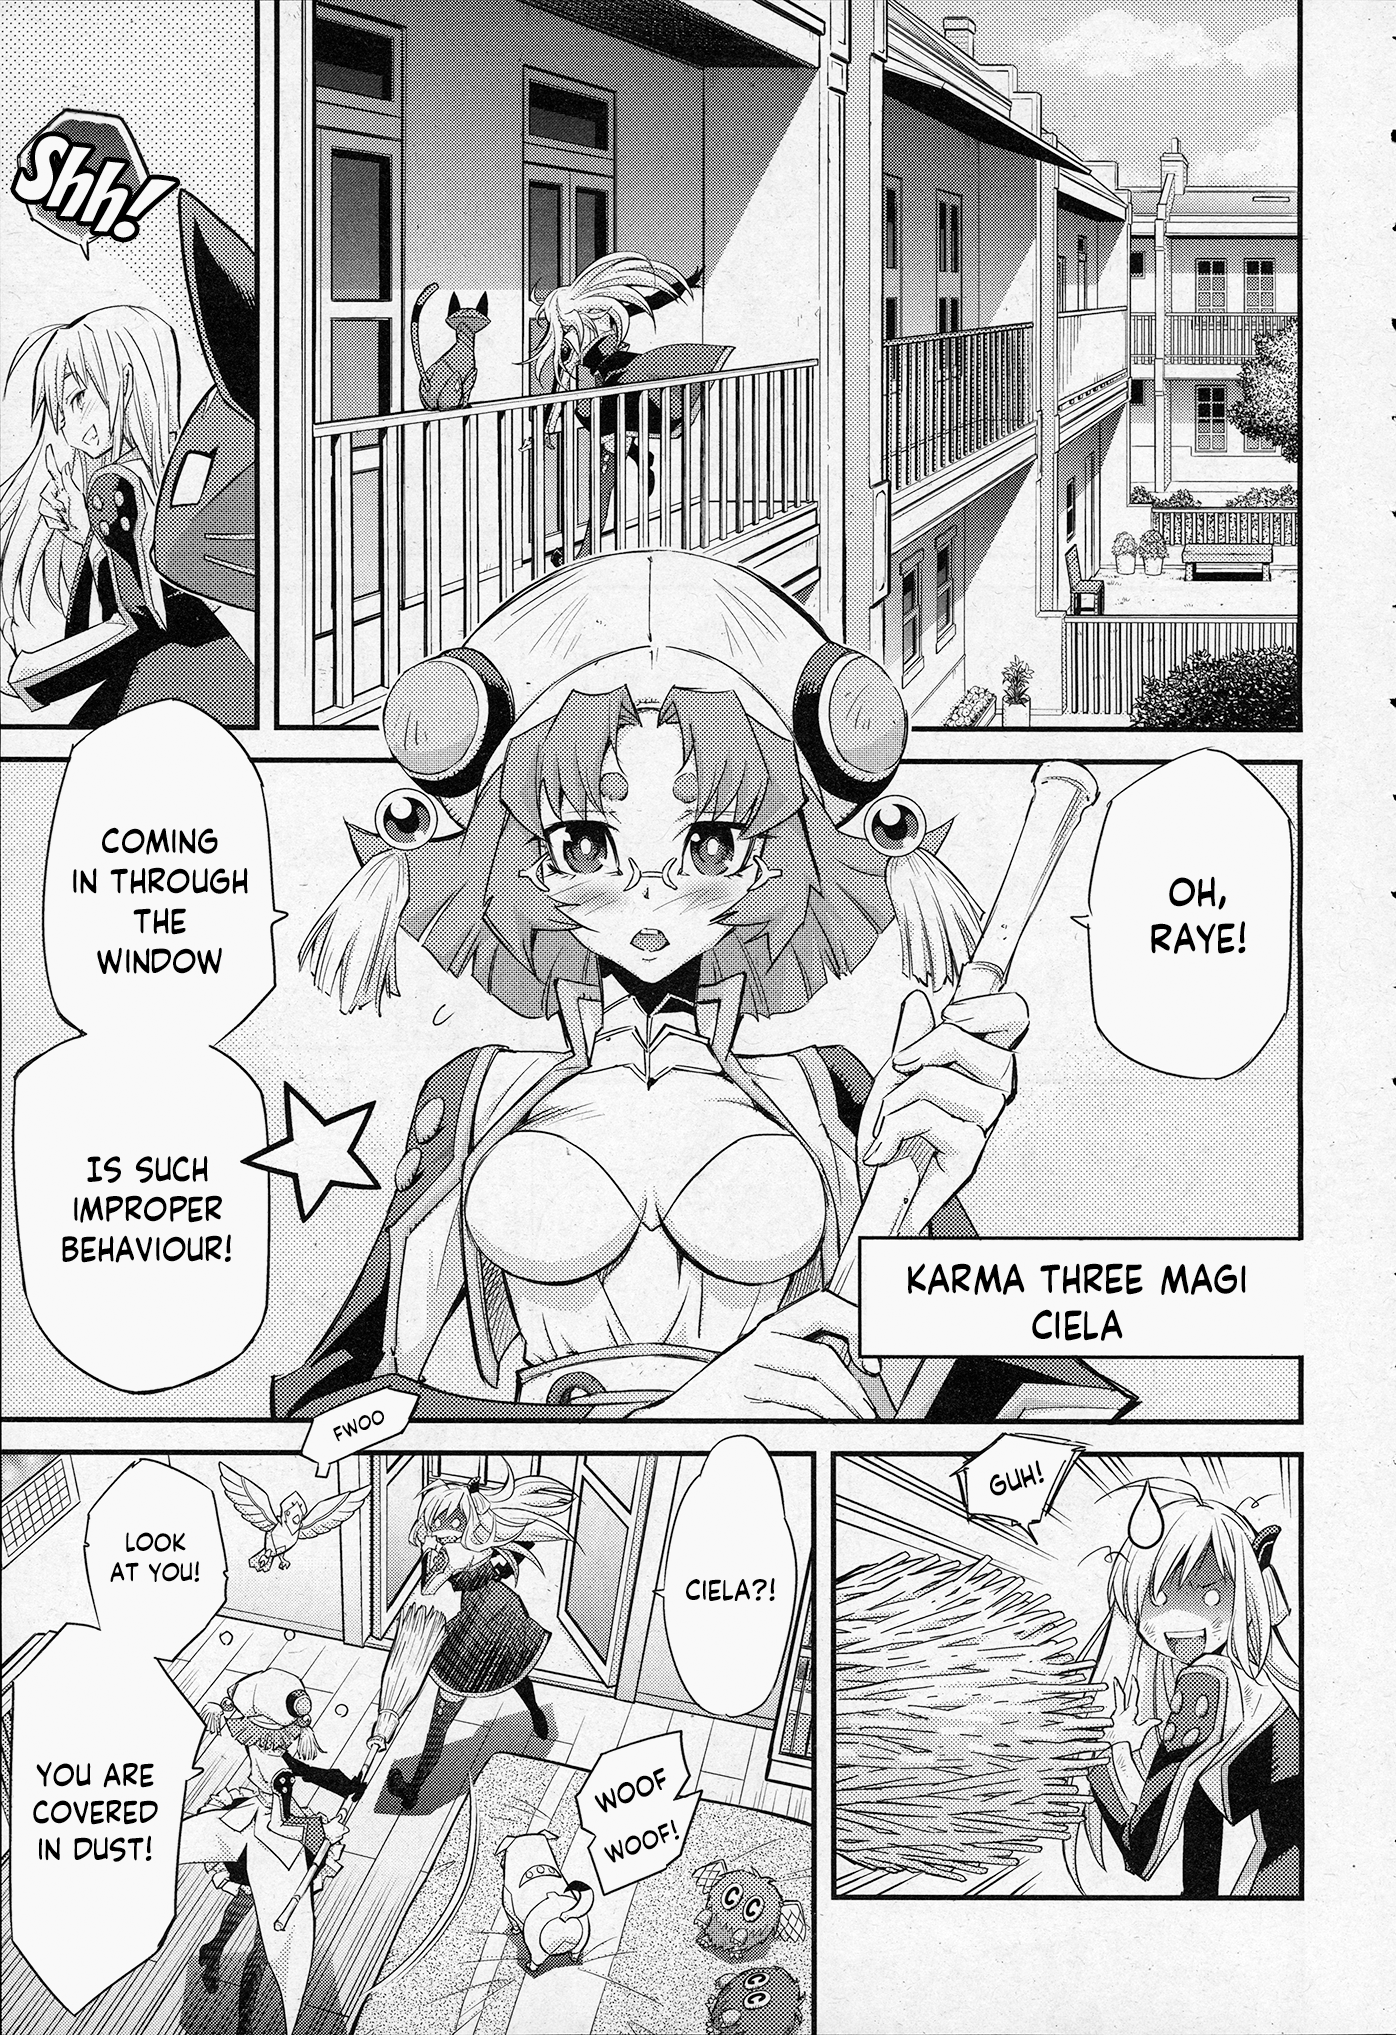 Shh!
OH,
RAYE!
COMING
IN THROUGH
THE
WINDOW
IS SUCH
IMPROPER
BEHAVIOUR!
KARMA THREE MAGI
CIELA
GUH!
CIELA?!
FWOO
LOOK
AT YOU!
YOU ARE
COVERED
IN DUST!
WOOF
WOOF!